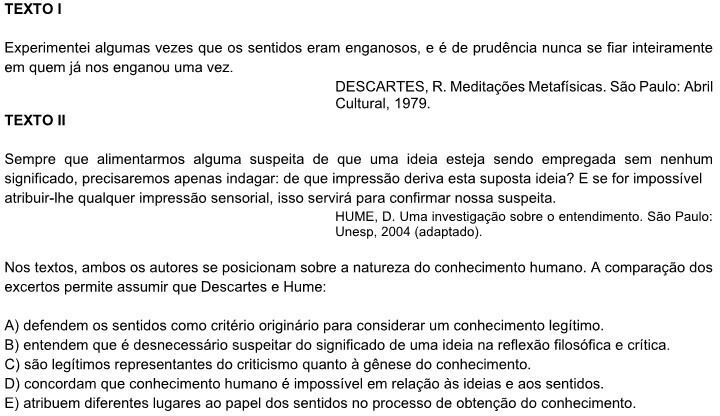 TEXTO I
Experimentei algumas vezes que os sentidos eram enganosos, e é de prudência nunca se fiar inteiramente
em quem já nos enganou uma vez.
DESCARTES, R. Meditações Metafísicas. São Paulo: Abril
Cultural, 1979.
TEXTO II
Sempre que alimentarmos alguma suspeita de que uma ideia esteja sendo empregada sem nenhum
significado, precisaremos apenas indagar: de que impressão deriva esta suposta ideia? E se for impossível
atribuir-lhe qualquer impressão sensorial, isso servirá para confirmar nossa suspeita.
HUME, D. Uma investigação sobre o entendimento. São Paulo:
Unesp, 2004 (adaptado).
Nos textos, ambos os autores se posicionam sobre a natureza do conhecimento humano. A comparação dos
excertos permite assumir que Descartes e Hume:
A) defendem os sentidos como critério originário para considerar um conhecimento legítimo.
B) entendem que é desnecessário suspeitar do significado de uma ideia na reflexão filosófica e crítica.
C) são legítimos representantes do criticismo quanto à gênese do conhecimento.
D) concordam que conhecimento humano é impossível em relação às ideias e aos sentidos.
E) atribuem diferentes lugares ao papel dos sentidos no processo de obtenção do conhecimento.